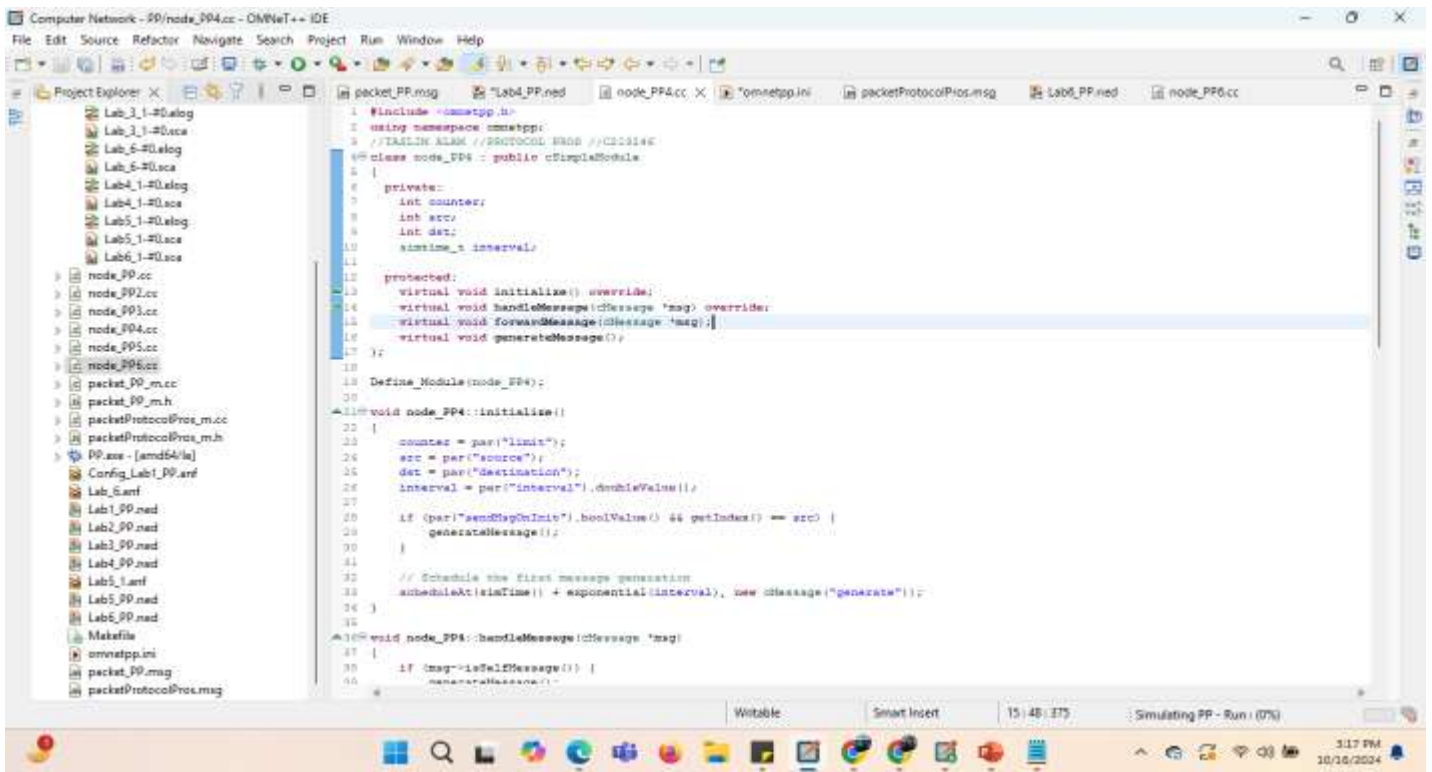 Computer Network - PP/node_PP4.cc - OMNeT++ IDE
File Edit Source Refactor Navigate Search Project Run Window Help
Project Explorer
packet_PP.msg *Lab4_PP.ned node_PP4.cc *omnetpp.ini packetProtocolPros.msg Lab6_PP.ned node_PP6.cc
Lab_3_1-#0.elog
Lab_3_1-#0.sca
Lab_6-#0.elog
Lab_6-#0.sca
Lab4_1-#0.elog
Lab4_1-#0.sca
Lab5_1-#0.elog
Lab5_1-#0.sca
Lab6_1-#0.sca
node_PP.cc
node_PP2.cc
node_PP3.cc
node_PP4.cc
node_PP5.cc
node_PP6.cc
packet_PP_m.cc
packet_PP_m.h
packetProtocolPros_m.cc
packetProtocolPros_m.h
PP.exe - [amd64/le]
Config_Lab1_PP.anf
Lab_6.anf
Lab1_PP.ned
Lab2_PP.ned
Lab3_PP.ned
Lab4_PP.ned
Lab5_1.anf
Lab5_PP.ned
Lab6_PP.ned
Makefile
omnetpp.ini
packet_PP.msg
packetProtocolPros.msg
1 #include <omnetpp.h>
2 using namespace omnetpp;
3 //TASLIM ALAM //PROTOCOL PROS
4 class node_PP4 : public cSimpleModule
5 {
6 private:
7 int counter;
8 int src;
9 int dst;
10 simtime_t interval;
11
12 protected:
13 virtual void initialize() override;
14 virtual void handleMessage(cMessage *msg) override;
15 virtual void forwardMessage(cMessage *msg);
16 virtual void generateMessage();
17 };
18
19 Define_Module(node_PP4);
20
21 void node_PP4::initialize()
22 {
23 counter = par("limit");
24 src = par("source");
25 dst = par("destination");
26 interval = par("interval").doubleValue();
27
28 if (par("sendMsgOnInit").boolValue() && getIndex() == src) {
29 generateMessage();
30 }
31
32 // Schedule the first message generation
33 scheduleAt(simTime() + exponential(interval), new cMessage("generate"));
34 }
35
36 void node_PP4::handleMessage(cMessage *msg)
37 {
38 if (msg->isSelfMessage()) {
39 generateMessage();
Writable Smart Insert 15 : 48 : 375 Simulating PP - Run : (0%)
3:17 PM
10/16/2024